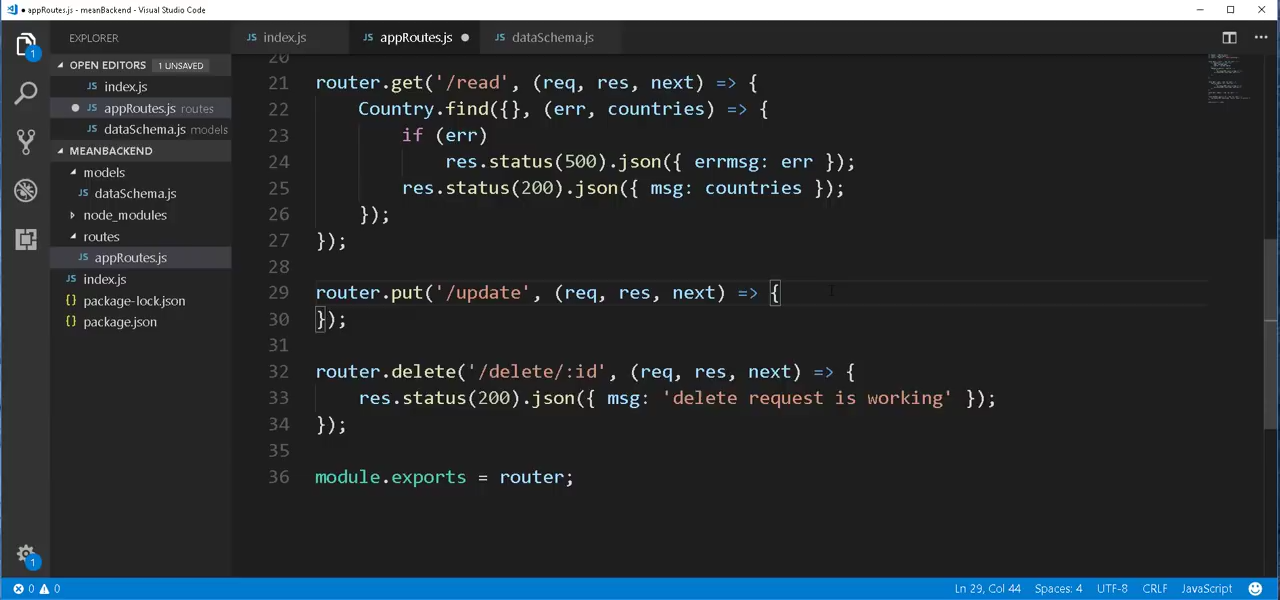 appRoutes.js - meanBackend - Visual Studio Code
EXPLORER
index.js
appRoutes.js
dataSchema.js
OPEN EDITORS 1 UNSAVED
index.js
appRoutes.js routes
dataSchema.js models
MEANBACKEND
models
dataSchema.js
node_modules
routes
appRoutes.js
index.js
package-lock.json
package.json
1
1
20
21 router.get('/read', (req, res, next) => {
22 Country.find({}, (err, countries) => {
23 if (err)
24 res.status(500).json({ errmsg: err });
25 res.status(200).json({ msg: countries });
26 });
27 });
28
29 router.put('/update', (req, res, next) => {
30 });
31
32 router.delete('/delete/:id', (req, res, next) => {
33 res.status(200).json({ msg: 'delete request is working' });
34 });
35
36 module.exports = router;
0 0 Ln 29, Col 44 Spaces: 4 UTF-8 CRLF JavaScript